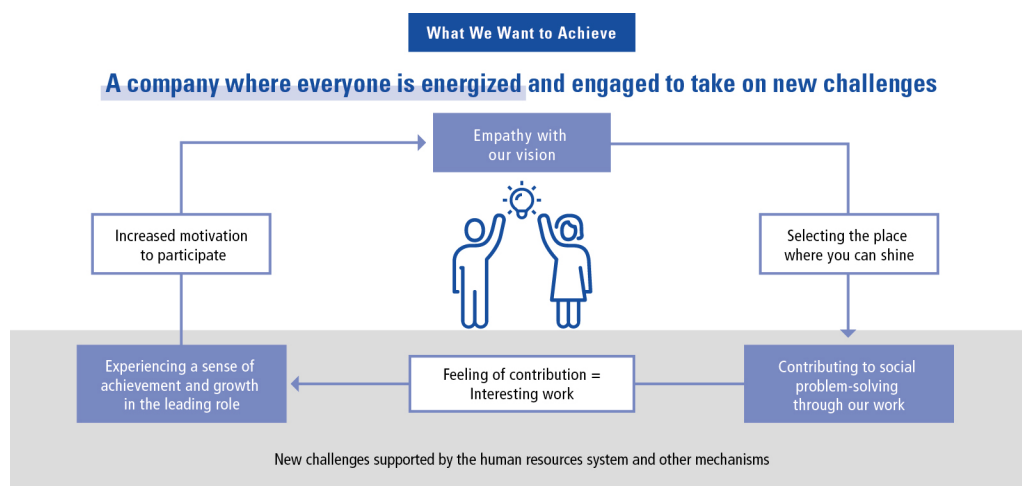 What We Want to Achieve
A company where everyone is energized and engaged to take on new challenges
Empathy with
our vision
Increased motivation
to participate
Selecting the place
where you can shine
Experiencing a sense of
achievement and growth
in the leading role
Feeling of contribution =
Interesting work
Contributing to social
problem-solving
through our work
New challenges supported by the human resources system and other mechanisms